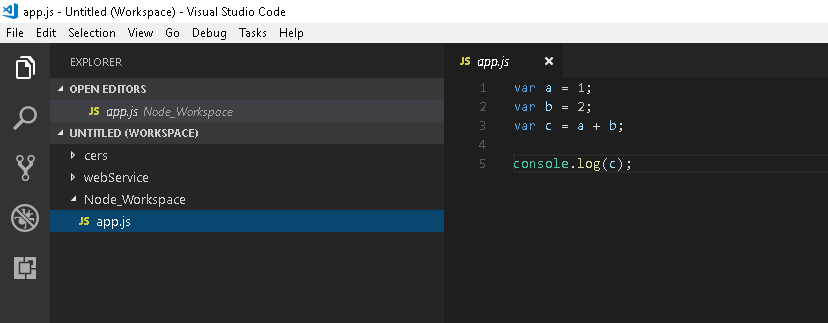 app.js - Untitled (Workspace) - Visual Studio Code
File Edit Selection View Go Debug Tasks Help
EXPLORER
OPEN EDITORS
JS app.js Node_Workspace
UNTITLED (WORKSPACE)
cers
webService
Node_Workspace
JS app.js
JS app.js ×
1 var a = 1;
2 var b = 2;
3 var c = a + b;
4
5 console.log(c);